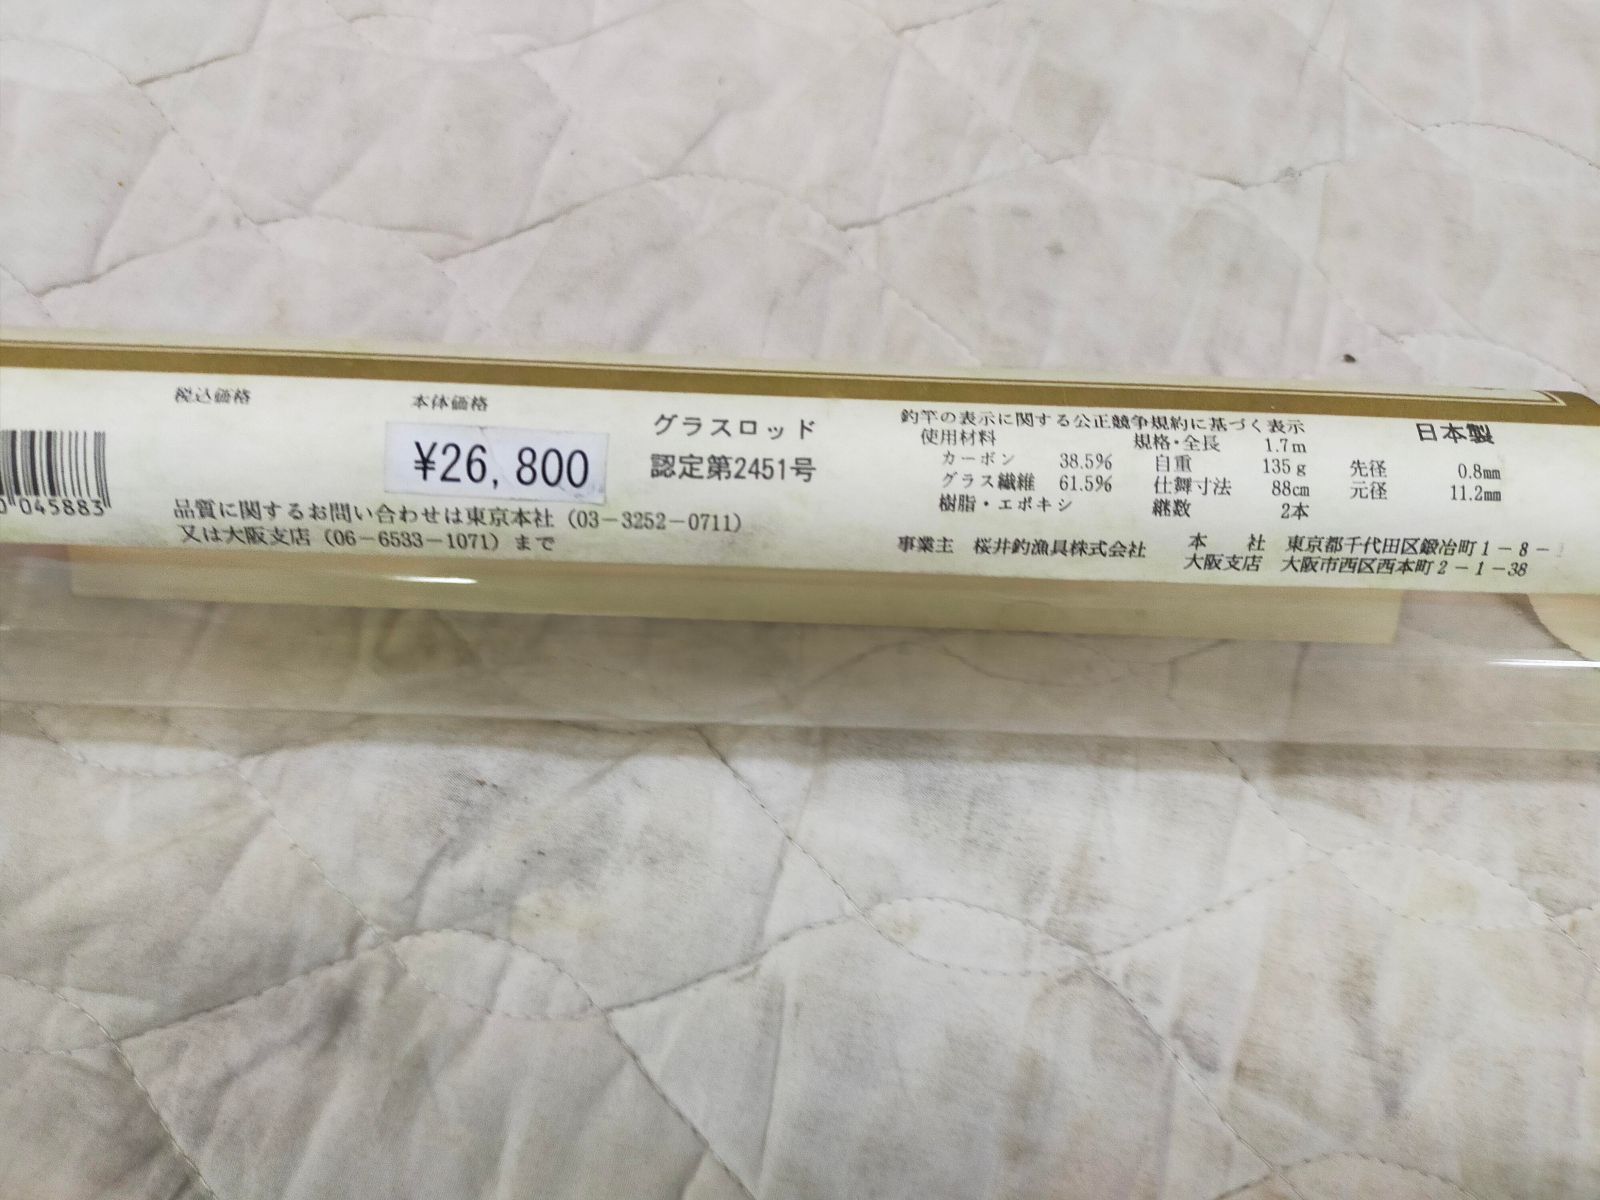 税込価格
本体価格
¥26,800
グラスロッド
認定第2451号
045883
品質に関するお問い合わせは東京本社（03−3252−0711）
又は大阪支店（06−6533−1071）まで
釣竿の表示に関する公正競争規約に基づく表示
使用材料
カーボン 38.5%
グラス繊維 61.5%
樹脂・エポキシ
規格・全長 1.7m
自重 135g
仕舞寸法 88cm
継数 2本
日本製
先径 0.8mm
元径 11.2mm
事業主 桜井釣漁具株式会社
本社 東京都千代田区鍛冶町1−8−
大阪支店 大阪市西区西本町2−1−38